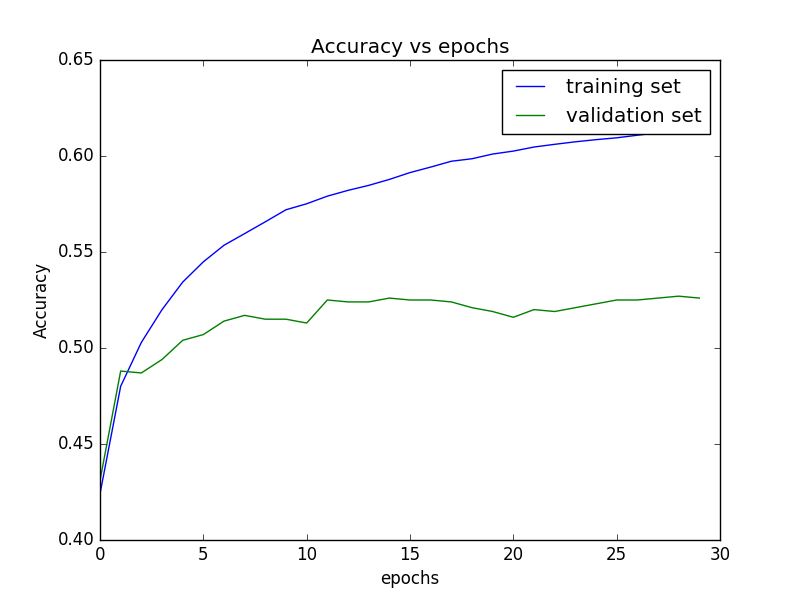 Accuracy vs epochs
training set
validation set
0.65
0.60
0.55
0.50
0.45
0.40
Accuracy
0 5 10 15 20 25 30
epochs